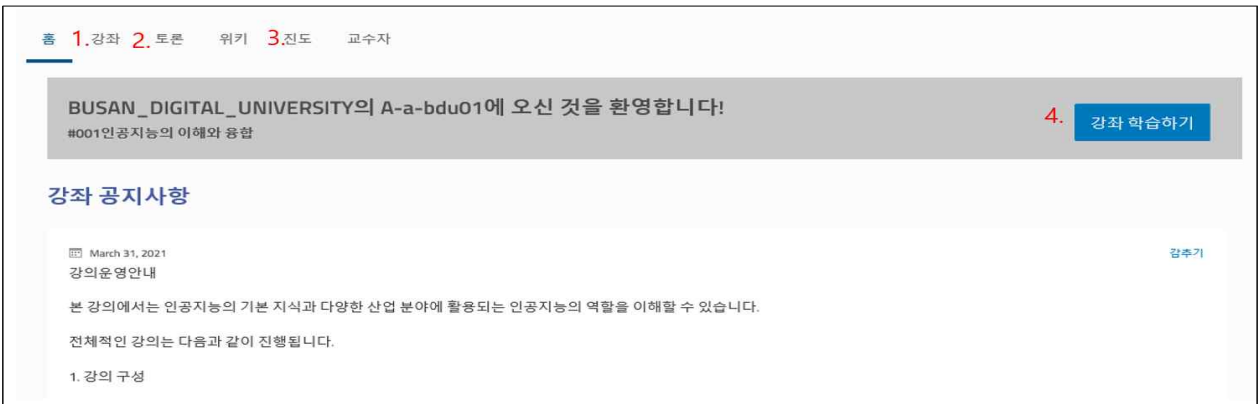 홈 1.강좌 2.토론 위키 3.진도 교수자
BUSAN_DIGITAL_UNIVERSITY의 A-a-bdu01에 오신 것을 환영합니다!
#001인공지능의 이해와 융합
4. 강좌 학습하기
강좌 공지사항
March 31, 2021 감추기
강의운영안내
본 강의에서는 인공지능의 기본 지식과 다양한 산업 분야에 활용되는 인공지능의 역할을 이해할 수 있습니다.
전체적인 강의는 다음과 같이 진행됩니다.
1. 강의 구성